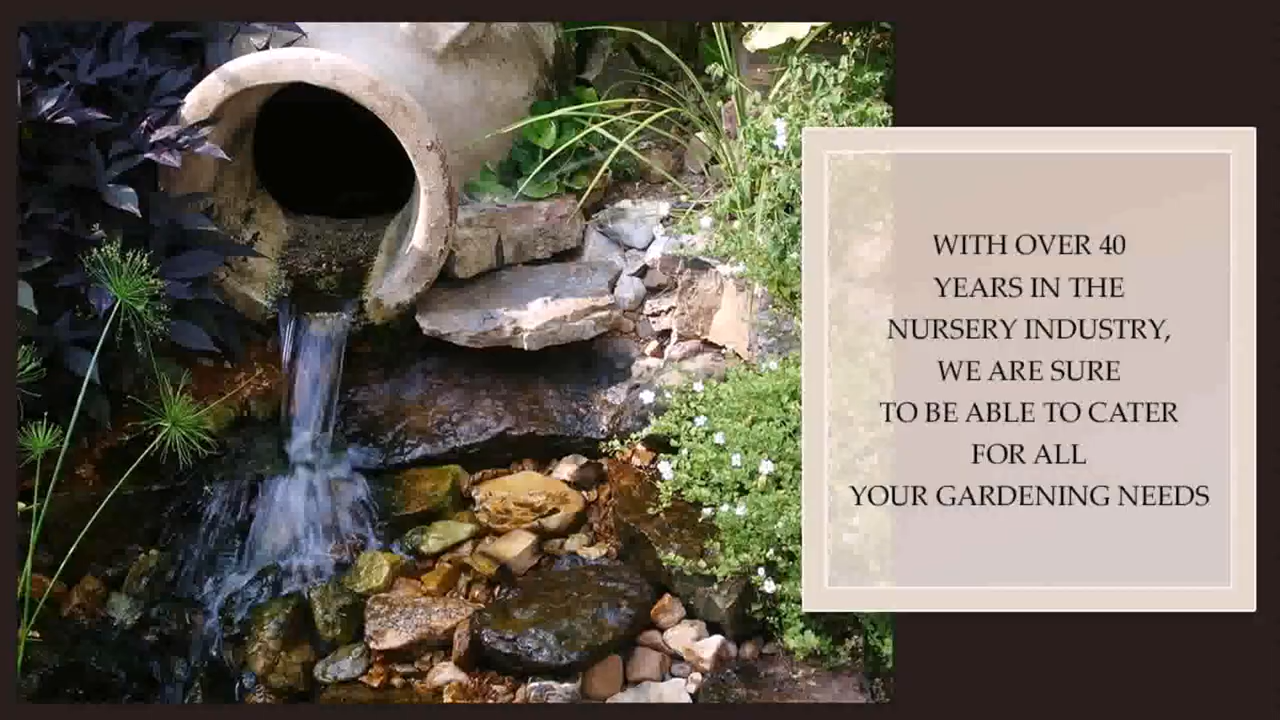 WITH OVER 40
YEARS IN THE
NURSERY INDUSTRY,
WE ARE SURE
TO BE ABLE TO CATER
FOR ALL
YOUR GARDENING NEEDS